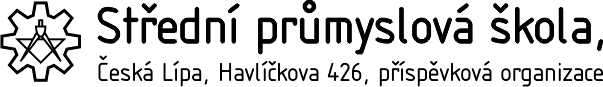 Střední průmyslová škola,
Česká Lípa, Havlíčkova 426, příspěvková organizace